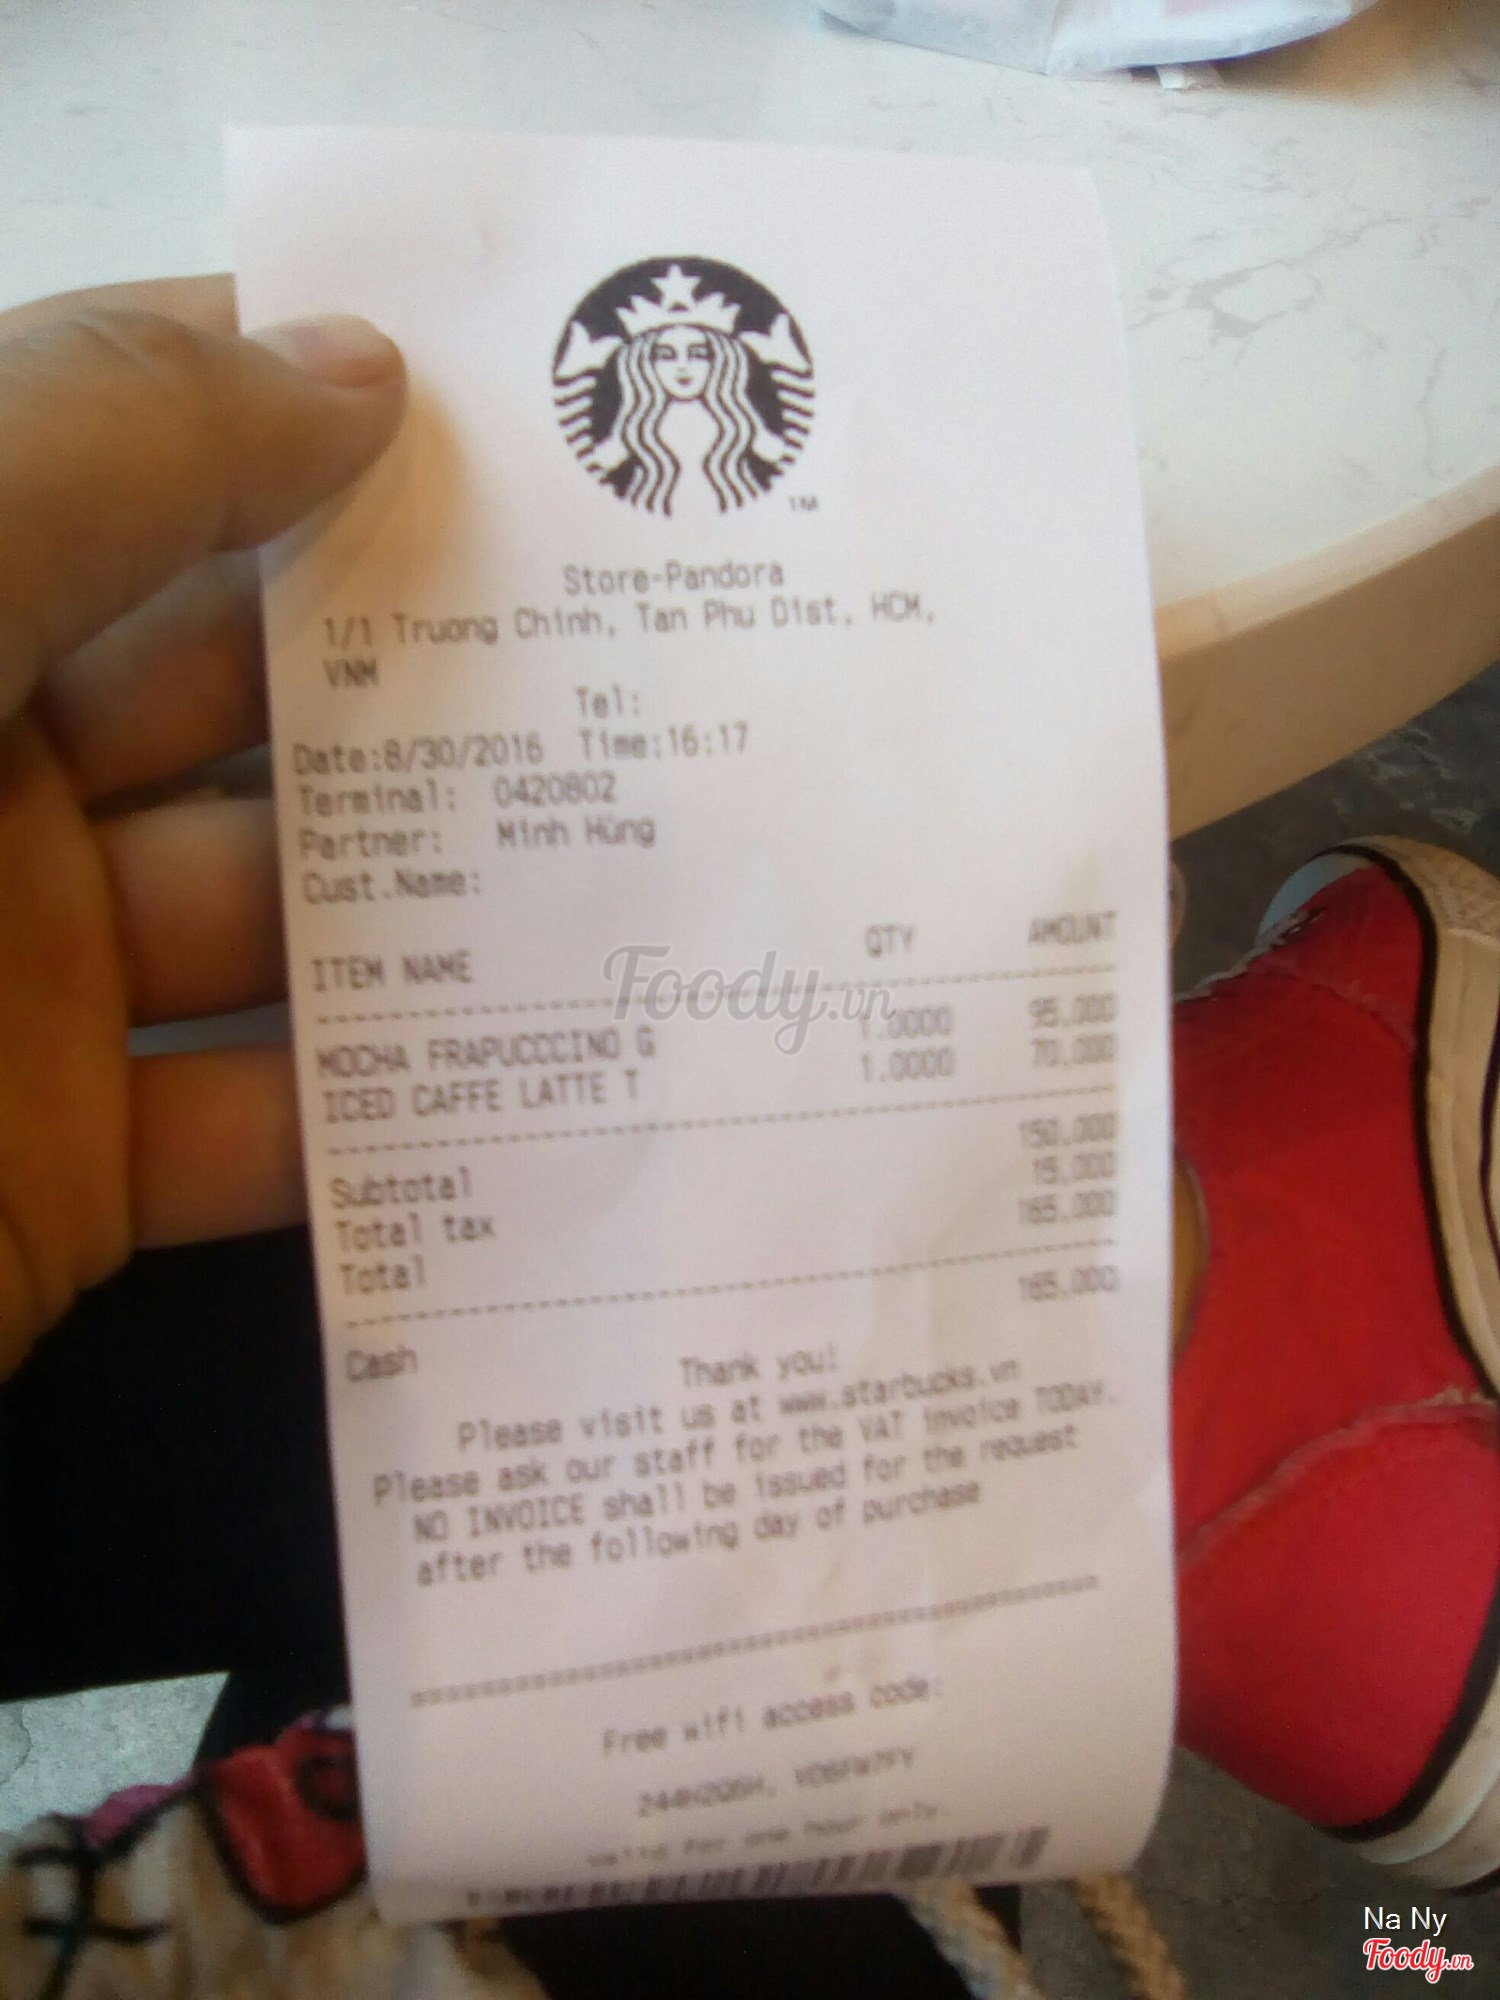 TM
Store-Pandora
1/1 Truong Chinh, Tan Phu Dist, HCM,
VNM
Tel:
Date:8/30/2016 Time:16:17
Terminal: 0420802
Partner: Minh Hùng
Cust.Name:
ITEM NAME QTY AMOUNT
MOCHA FRAPUCCCINO G 1.0000 95,000
ICED CAFFE LATTE T 1.0000 70,000
Subtotal 150,000
Total tax 15,000
Total 165,000
Cash 165,000
Thank you!
Please visit us at www.starbucks.vn
Please ask our staff for the VAT invoice TODAY.
NO INVOICE shall be issued for the request
after the following day of purchase
Free wifi access code:
valid for one hour only.
Foody.vn
Na Ny
Foody.vn